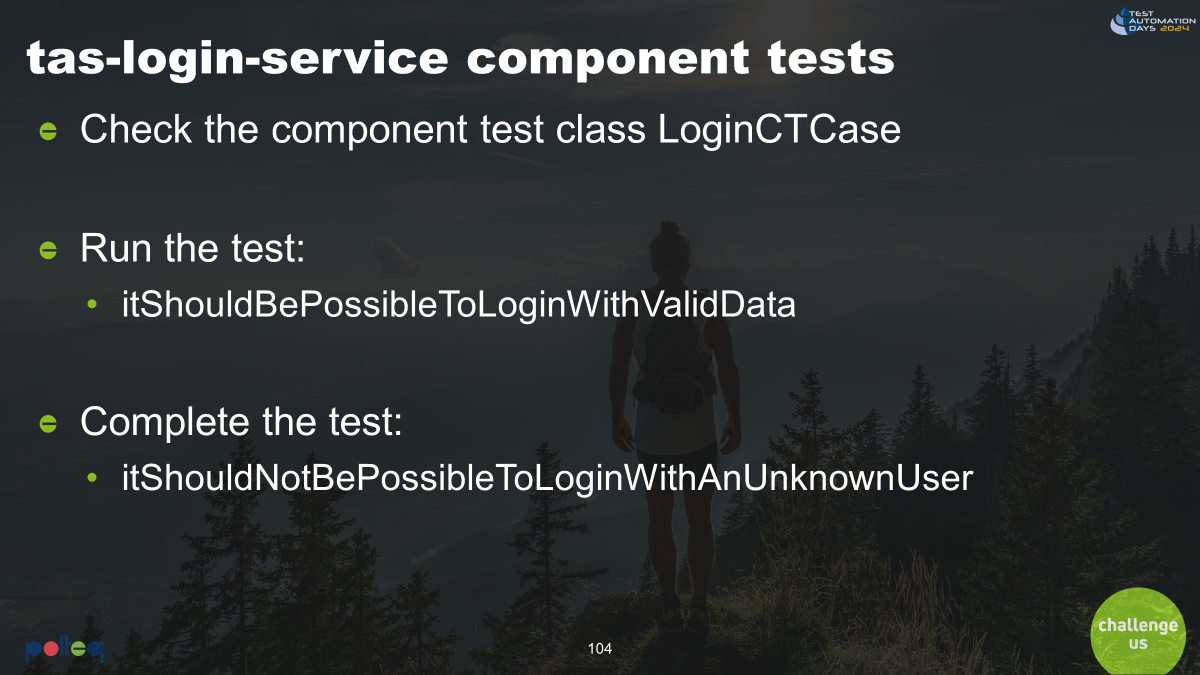 TEST
AUTOMATION
DAYS 2024
tas-login-service component tests
Check the component test class LoginCTCase
Run the test:
itShouldBePossibleToLoginWithValidData
Complete the test:
itShouldNotBePossibleToLoginWithAnUnknownUser
polteq
104
challenge
us